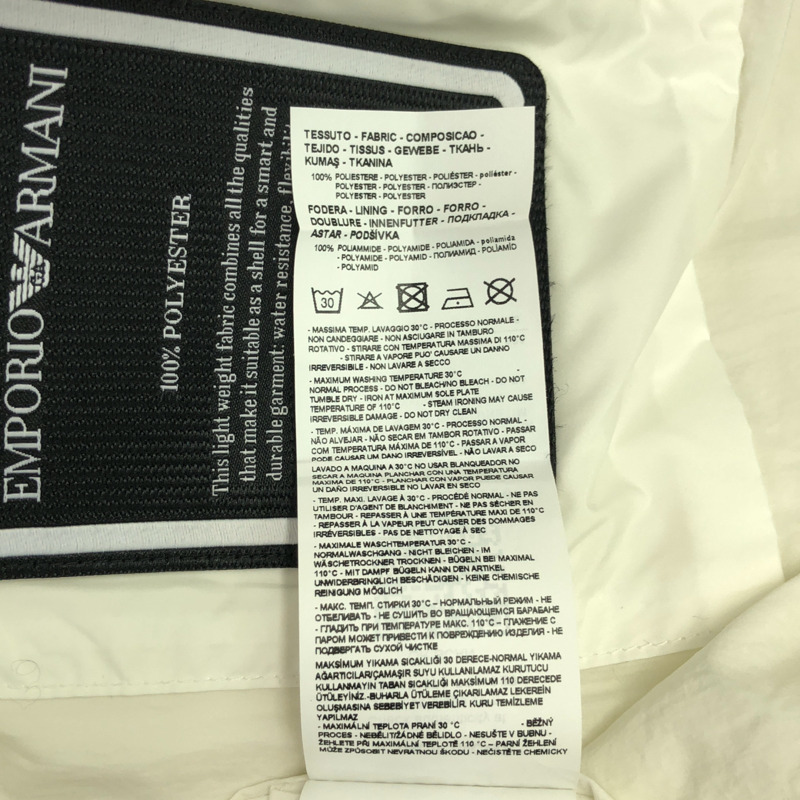 EMPORIO ARMANI
GA
100% POLYESTER
This light weight fabric combines all the qualities
that make it suitable as a shell for a smart and
durable garment: water resistance, flexibili
TESSUTO - FABRIC - COMPOSICAO -
TEJIDO - TISSUS - GEWEBE - ТКАНЬ -
KUMAŞ - TKANINA
100% POLIESTERE - POLYESTER - POLIÉSTER - poliéster -
POLYESTER - POLYESTER - ПОЛИЭСТЕР -
POLYESTER - POLYESTER
FODERA - LINING - FORRO - FORRO -
DOUBLURE - INNENFUTTER - ПОДКЛАДКА -
ASTAR - PODŠÍVKA
100% POLIAMMIDE - POLYAMIDE - POLIAMIDA - poliamida
- POLYAMIDE - POLYAMID - ПОЛИАМИД - POLİAMİD
- POLYAMID
30
- MASSIMA TEMP. LAVAGGIO 30°C - PROCESSO NORMALE -
NON CANDEGGIARE - NON ASCIUGARE IN TAMBURO
ROTATIVO - STIRARE CON TEMPERATURA MASSIMA DI 110°C
- STIRARE A VAPORE PUO' CAUSARE UN DANNO
IRREVERSIBILE - NON LAVARE A SECCO
- MAXIMUM WASHING TEMPERATURE 30°C
NORMAL PROCESS - DO NOT BLEACH/NO BLEACH - DO NOT
TUMBLE DRY - IRON AT MAXIMUM SOLE PLATE
TEMPERATURE OF 110°C - STEAM IRONING MAY CAUSE
IRREVERSIBLE DAMAGE - DO NOT DRY CLEAN
- TEMP. MÁXIMA DE LAVAGEM 30°C - PROCESSO NORMAL -
NÃO ALVEJAR - NÃO SECAR EM TAMBOR ROTATIVO - PASSAR
COM TEMPERATURA MÁXIMA DE 110°C - PASSAR A VAPOR
PODE CAUSAR UM DANO IRREVERSÍVEL - NÃO LAVAR A SECO
LAVADO A MAQUINA A 30°C NO USAR BLANQUEADOR NO
SECAR A MAQUINA PLANCHAR CON UNA TEMPERATURA
MAXIMA DE 110°C - PLANCHAR CON VAPOR PUEDE CAUSAR
UN DAÑO IRREVERSIBLE NO LAVAR EN SECO
- TEMP. MAXI. LAVAGE À 30°C - PROCÉDÉ NORMAL - NE PAS
UTILISER D'AGENT DE BLANCHIMENT - NE PAS SÉCHER EN
TAMBOUR - REPASSER À UNE TEMPÉRATURE MAXI DE 110°C
- REPASSER À LA VAPEUR PEUT CAUSER DES DOMMAGES
IRRÉVERSIBLES - PAS DE NETTOYAGE À SEC
- MAXIMALE WASCHTEMPERATUR 30°C -
NORMALWASCHGANG - NICHT BLEICHEN - IM
WÄSCHETROCKNER TROCKNEN - BÜGELN BEI MAXIMAL
110°C - MIT DAMPF BÜGELN KANN DEN ARTIKEL
UNWIDERBRINGLICH BESCHÄDIGEN - KEINE CHEMISCHE
REINIGUNG MÖGLICH
- МАКС. ТЕМП. СТИРКИ 30°C – НОРМАЛЬНЫЙ РЕЖИМ - НЕ
ОТБЕЛИВАТЬ - НЕ СУШИТЬ ВО ВРАЩАЮЩЕМСЯ БАРАБАНЕ
- ГЛАДИТЬ ПРИ ТЕМПЕРАТУРЕ МАКС. 110°C – ГЛАЖЕНИЕ С
ПАРОМ МОЖЕТ ПРИВЕСТИ К ПОВРЕЖДЕНИЮ ИЗДЕЛИЯ - НЕ
ПОДВЕРГАТЬ СУХОЙ ЧИСТКЕ
MAKSİMUM YIKAMA SICAKLIĞI 30 DERECE-NORMAL YIKAMA
AĞARTICILAR/ÇAMAŞIR SUYU KULLANILAMAZ KURUTUCU
KULLANMAYIN TABAN SICAKLIĞI MAKSİMUM 110 DERECEDE
ÜTÜLEYİNİZ.-BUHARLA ÜTÜLEME ÇIKARILAMAZ LEKEREİN
OLUŞMASINA SEBEBİYET VEREBİLİR. KURU TEMİZLEME
YAPILMAZ
- MAXIMÁLNÍ TEPLOTA PRANÍ 30 °C - BĚŽNÝ
PROCES - NEBĚLIT/ŽÁDNÉ BĚLIDLO - NESUŠTE V BUBNU -
ŽEHLETE PŘI MAXIMÁLNÍ TEPLOTĚ 110 °C – PARNÍ ŽEHLENÍ
MŮŽE ZPŮSOBIT NEVRATNOU ŠKODU - NEČISTĚTE CHEMICKY